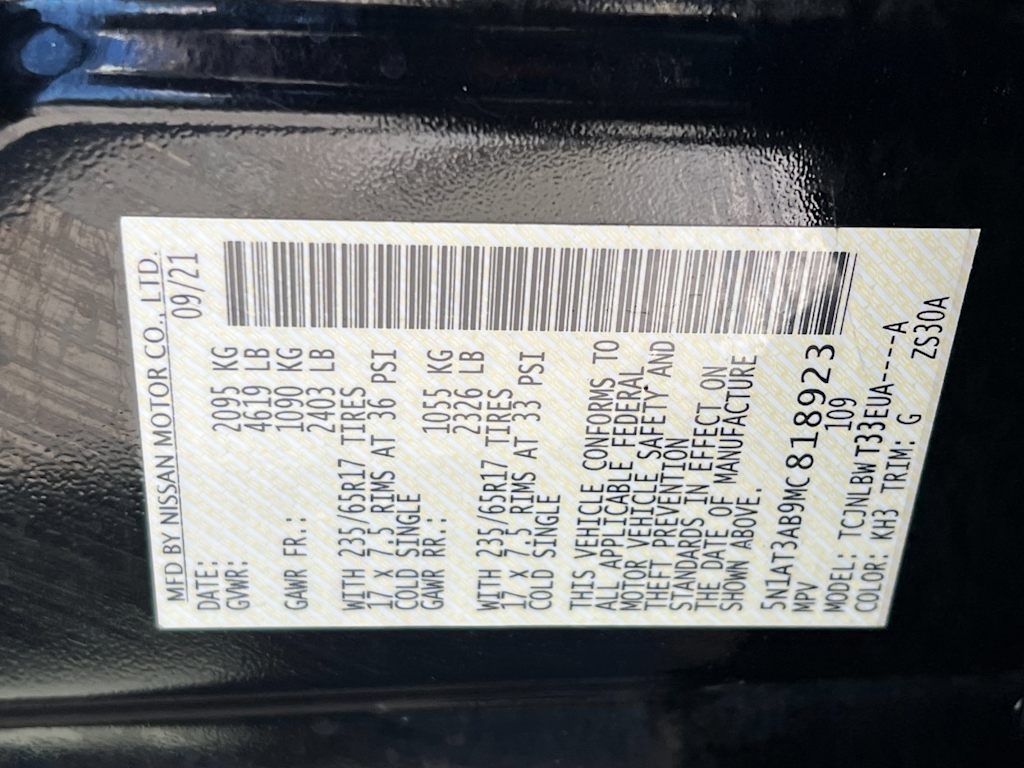 MFD BY NISSAN MOTOR CO., LTD.
DATE: 09/21
GVWR: 2095 KG
4619 LB
GAWR FR.: 1090 KG
2403 LB
WITH 235/65R17 TIRES
17 x 7.5 RIMS AT 36 PSI
COLD SINGLE
GAWR RR.: 1055 KG
2326 LB
WITH 235/65R17 TIRES
17 x 7.5 RIMS AT 33 PSI
COLD SINGLE
THIS VEHICLE CONFORMS TO
ALL APPLICABLE FEDERAL
MOTOR VEHICLE SAFETY AND
THEFT PREVENTION
STANDARDS IN EFFECT ON
THE DATE OF MANUFACTURE
SHOWN ABOVE.
5N1AT3AB9MC818923
MPV 109
MODEL: TCJNLBW T33EUA-----A
COLOR: KH3 TRIM: G ZS30A